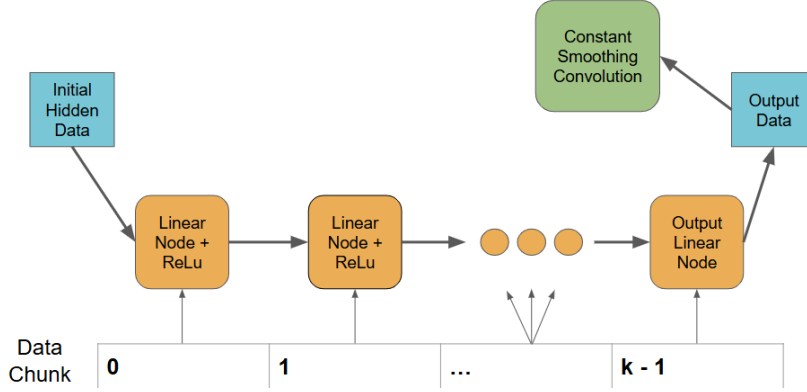 Initial
Hidden
Data
Constant
Smoothing
Convolution
Output
Data
Linear
Node +
ReLu
Linear
Node +
ReLu
Output
Linear
Node
Data
Chunk
0
1
...
k - 1